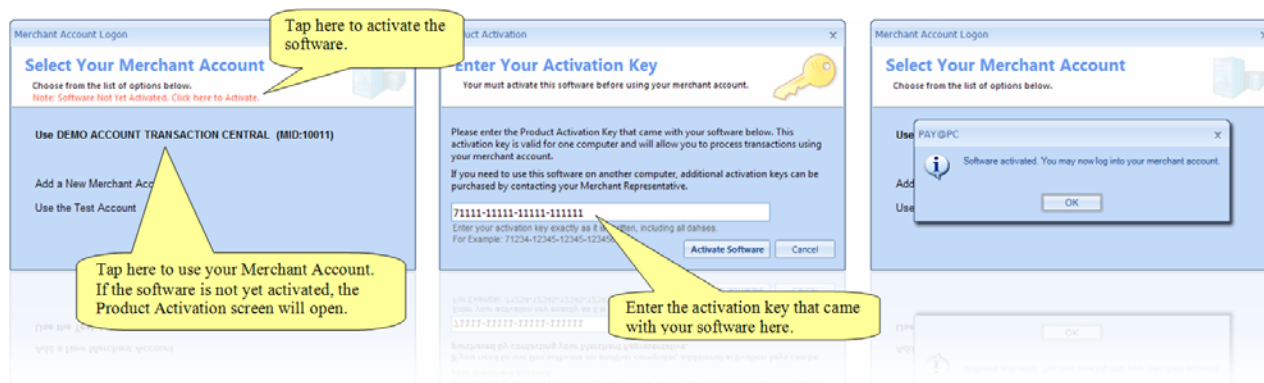 Tap here to activate the
software.
Merchant Account Logon
Select Your Merchant Account
Choose from the list of options below.
Note: Software Not Yet Activated. Click here to Activate.
Use DEMO ACCOUNT TRANSACTION CENTRAL (MID:10011)
Add a New Merchant Acc
Use the Test Account
Tap here to use your Merchant Account.
If the software is not yet activated, the
Product Activation screen will open.
uct Activation x
Enter Your Activation Key
Your must activate this software before using your merchant account.
Please enter the Product Activation Key that came with your software below. This
activation key is valid for one computer and will allow you to process transactions using
your merchant account.
If you need to use this software on another computer, additional activation keys can be
purchased by contacting your Merchant Representative.
71111-11111-11111-111111
Enter your activation key exactly as it is written, including all dahses.
For Example: 71234-12345-12345-123456
Activate Software Cancel
Enter the activation key that came
with your software here.
Merchant Account Logon x
Select Your Merchant Account
Choose from the list of options below.
Use
PAY@PC x
Software activated. You may now log into your merchant account.
OK
Add
Use